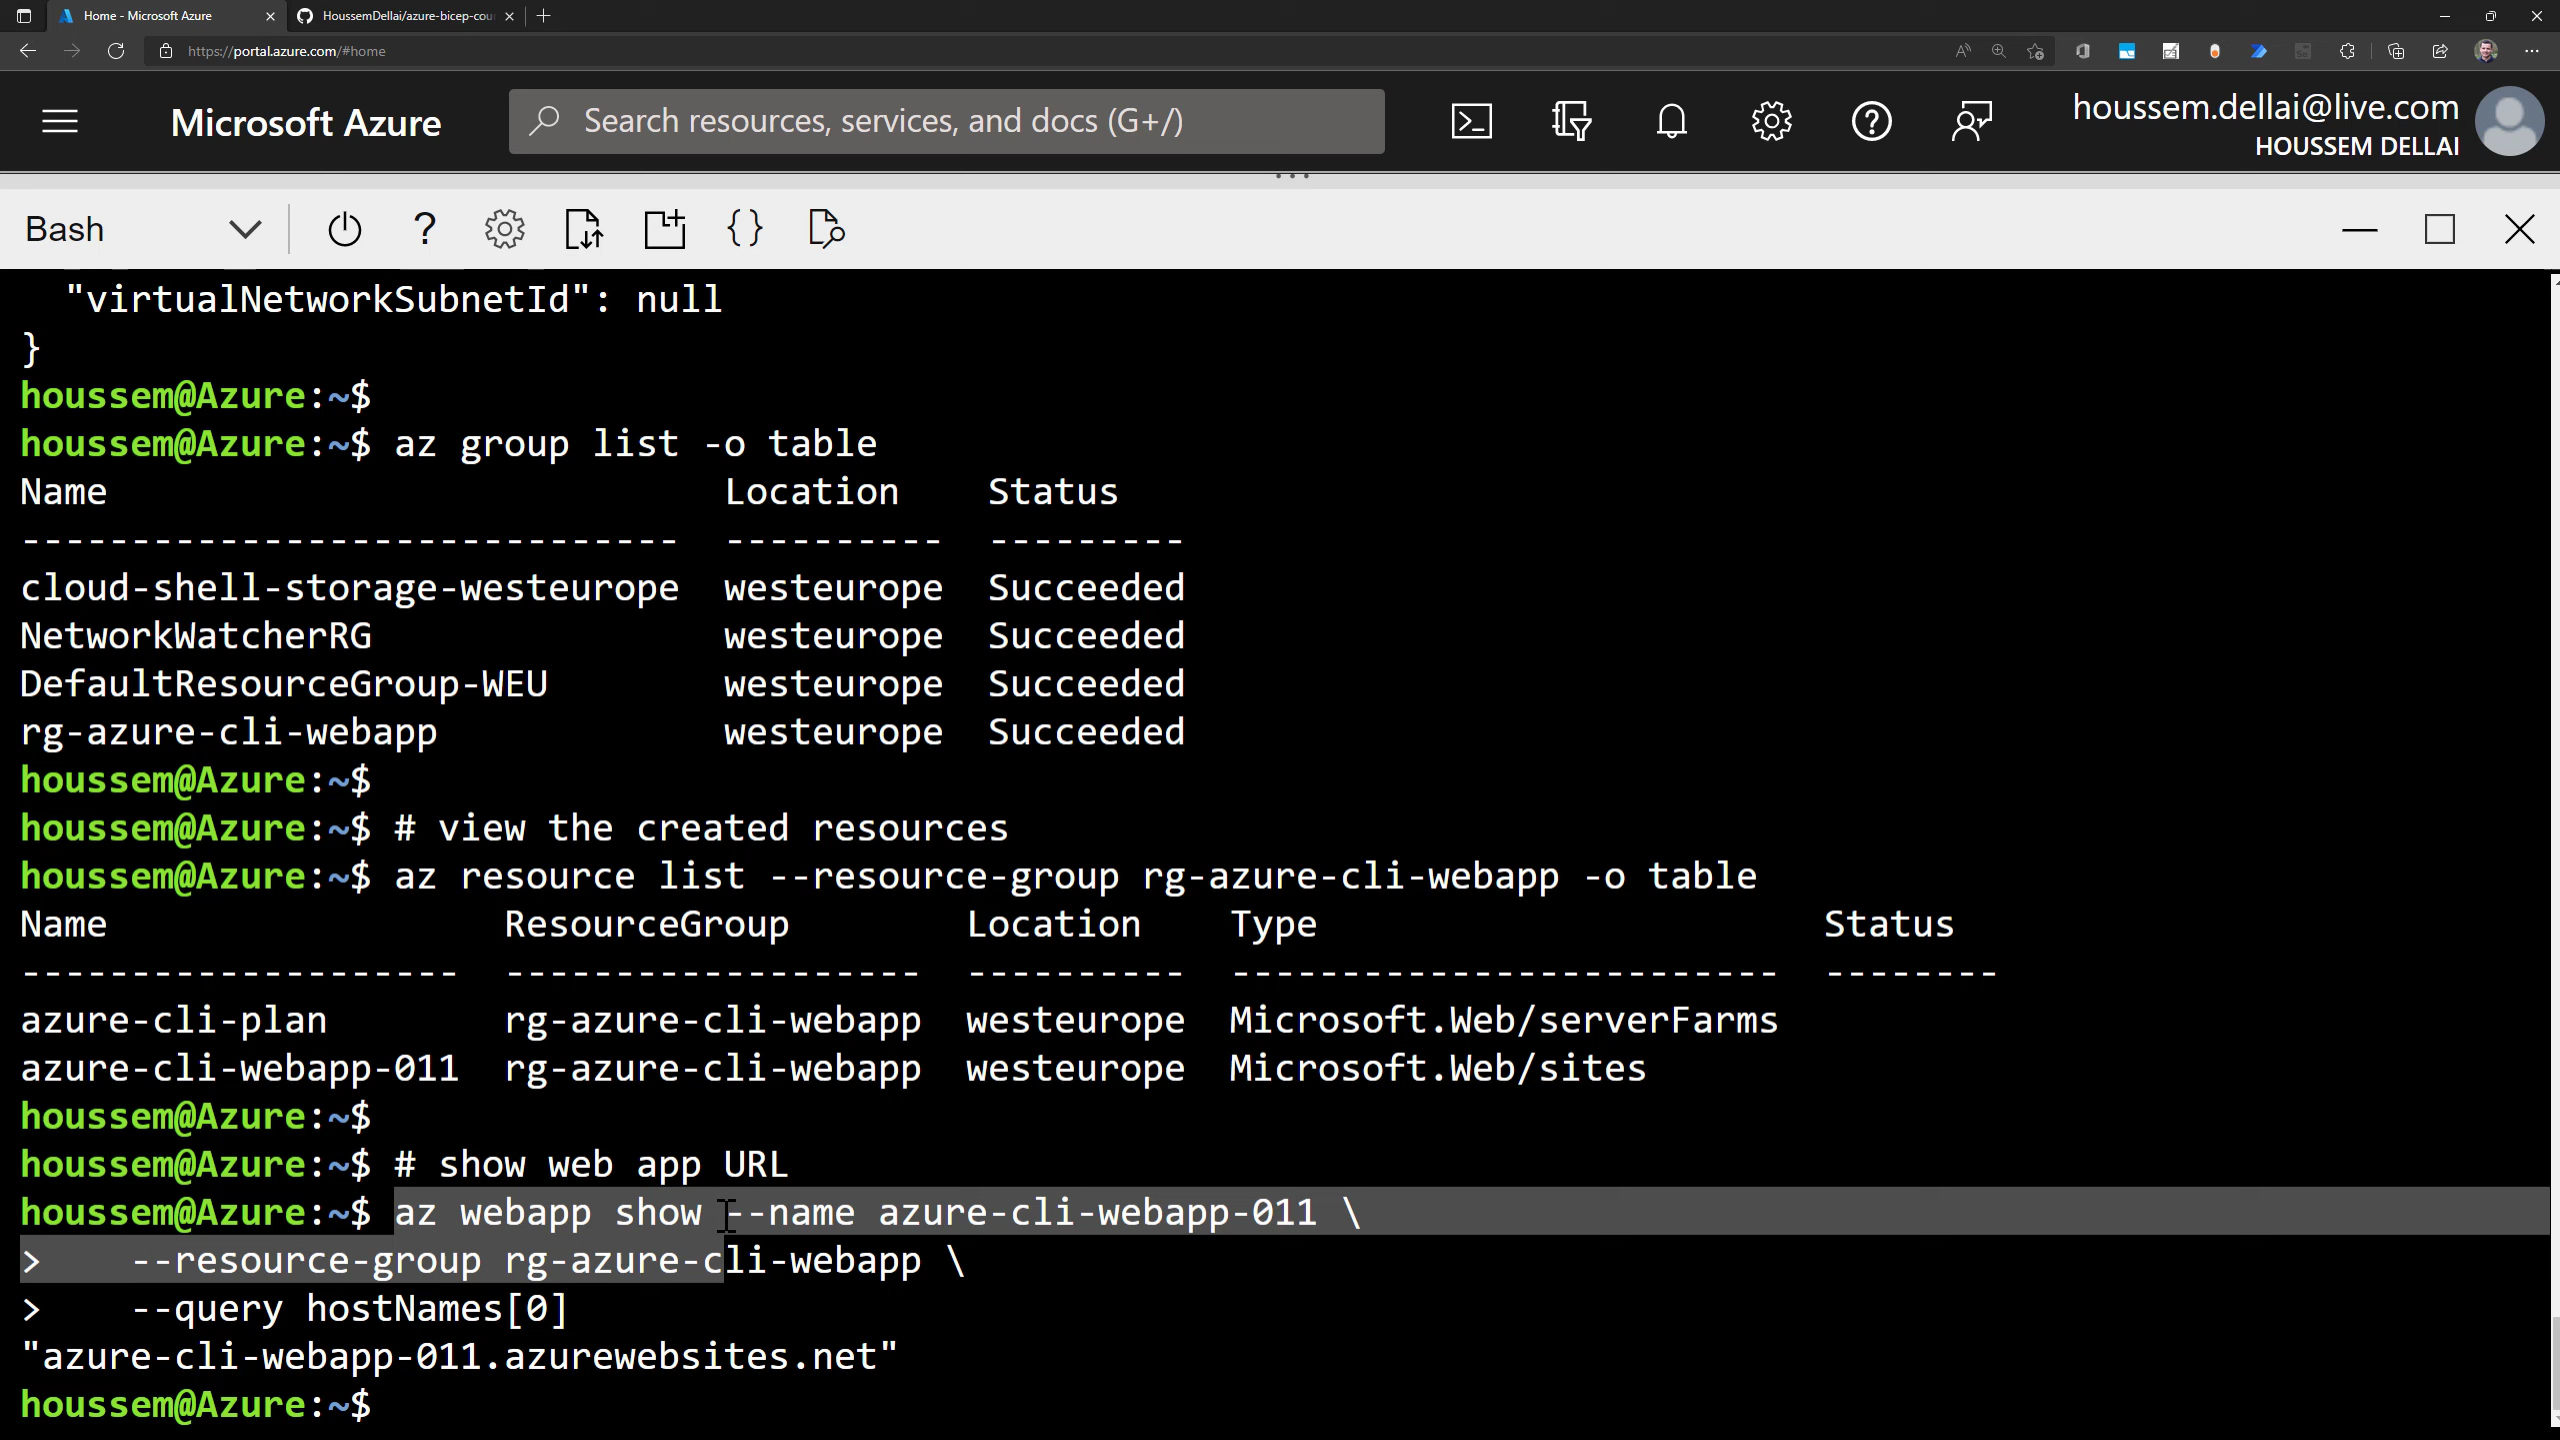 Home - Microsoft Azure
HoussemDellai/azure-bicep-cou
https://portal.azure.com/#home
Microsoft Azure
Search resources, services, and docs (G+/)
houssem.dellai@live.com
HOUSSEM DELLAI
Bash
  "virtualNetworkSubnetId": null
}
houssem@Azure:~$
houssem@Azure:~$ az group list -o table
Name                            Location    Status
------------------------------  ----------  ---------
cloud-shell-storage-westeurope  westeurope  Succeeded
NetworkWatcherRG                westeurope  Succeeded
DefaultResourceGroup-WEU        westeurope  Succeeded
rg-azure-cli-webapp             westeurope  Succeeded
houssem@Azure:~$
houssem@Azure:~$ # view the created resources
houssem@Azure:~$ az resource list --resource-group rg-azure-cli-webapp -o table
Name                  ResourceGroup        Location    Type                       Status
--------------------  -------------------  ----------  -------------------------  --------
azure-cli-plan        rg-azure-cli-webapp  westeurope  Microsoft.Web/serverFarms
azure-cli-webapp-011  rg-azure-cli-webapp  westeurope  Microsoft.Web/sites
houssem@Azure:~$
houssem@Azure:~$ # show web app URL
houssem@Azure:~$ az webapp show --name azure-cli-webapp-011 \
>    --resource-group rg-azure-cli-webapp \
>    --query hostNames[0]
"azure-cli-webapp-011.azurewebsites.net"
houssem@Azure:~$